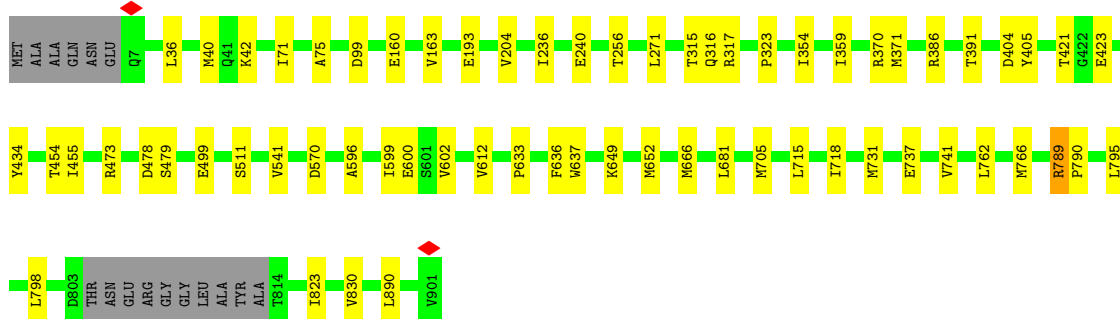 MET ALA ALA GLN ASN GLU Q7 L36 M40 Q41 K42 I71 A75 D99 E160 V163 E193 V204 I236 E240 T256 L271 T315 Q316 R317 P323 I354 I359 R370 M371 R386 T391 D404 Y405 T421 G422 E423
Y434 T454 I455 R473 D478 S479 E499 S511 V541 D570 A596 I599 E600 S601 V602 V612 P633 F636 W637 K649 M652 M666 L681 M705 L715 I718 M731 E737 V741 L762 M766 R789 P790 L795
L798 D803 THR ASN GLU ARG GLY GLY LEU ALA TYR ALA T814 I823 V830 L890 V901